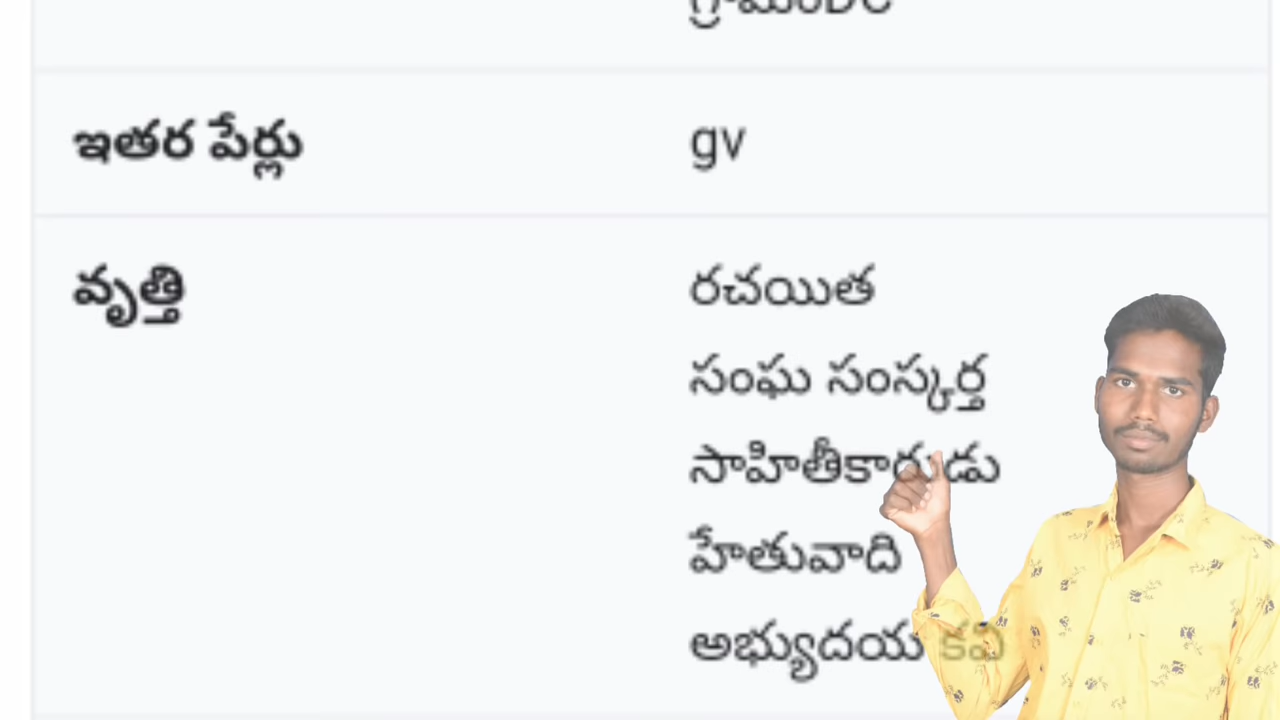 ఇతర పేర్లు gv
వృత్తి రచయిత
సంఘ సంస్కర్త
సాహితీకారుడు
హేతువాది
అభ్యుదయ కవి